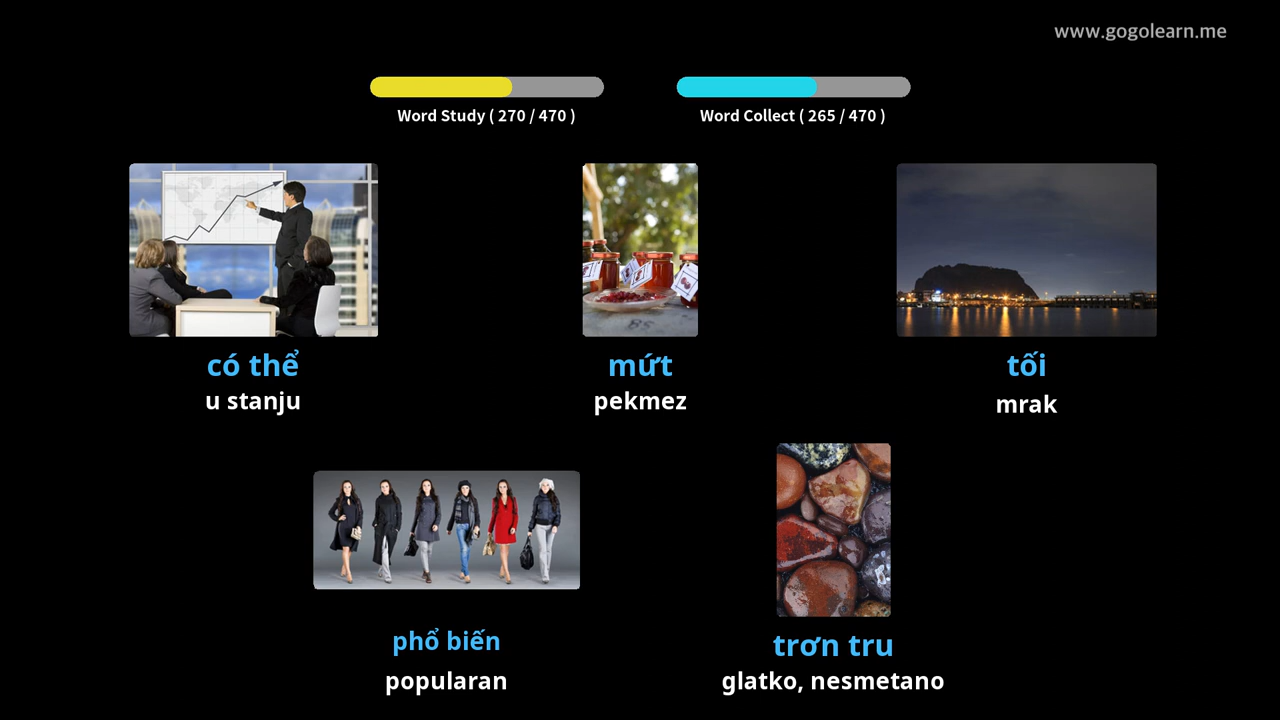 www.gogolearn.me
Word Study ( 270 / 470 )
Word Collect ( 265 / 470 )
có thể
u stanju
mứt
pekmez
tối
mrak
phổ biến
popularan
trơn tru
glatko, nesmetano